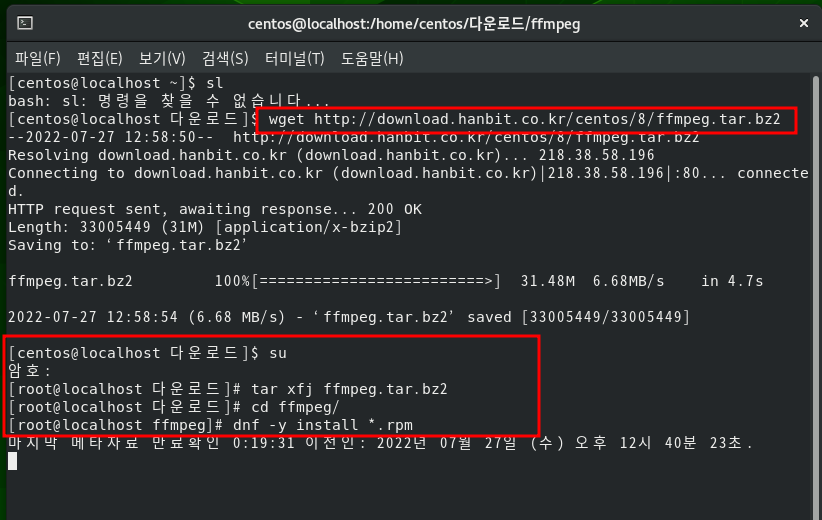 centos@localhost:/home/centos/다운로드/ffmpeg
파일(F) 편집(E) 보기(V) 검색(S) 터미널(T) 도움말(H)
[centos@localhost ~]$ sl
bash: sl: 명령을 찾을 수 없습니다...
[centos@localhost 다운로드]$ wget http://download.hanbit.co.kr/centos/8/ffmpeg.tar.bz2
--2022-07-27 12:58:50--  http://download.hanbit.co.kr/centos/8/ffmpeg.tar.bz2
Resolving download.hanbit.co.kr (download.hanbit.co.kr)... 218.38.58.196
Connecting to download.hanbit.co.kr (download.hanbit.co.kr)|218.38.58.196|:80... connecte
d.
HTTP request sent, awaiting response... 200 OK
Length: 33005449 (31M) [application/x-bzip2]
Saving to: ‘ffmpeg.tar.bz2’
ffmpeg.tar.bz2 100%[=========================>] 31.48M 6.68MB/s in 4.7s
2022-07-27 12:58:54 (6.68 MB/s) - ‘ffmpeg.tar.bz2’ saved [33005449/33005449]
[centos@localhost 다운로드]$ su
암호:
[root@localhost 다운로드]# tar xfj ffmpeg.tar.bz2
[root@localhost 다운로드]# cd ffmpeg/
[root@localhost ffmpeg]# dnf -y install *.rpm
마지막 메타자료 만료확인 0:19:31 이전인: 2022년 07월 27일 (수) 오후 12시 40분 23초.